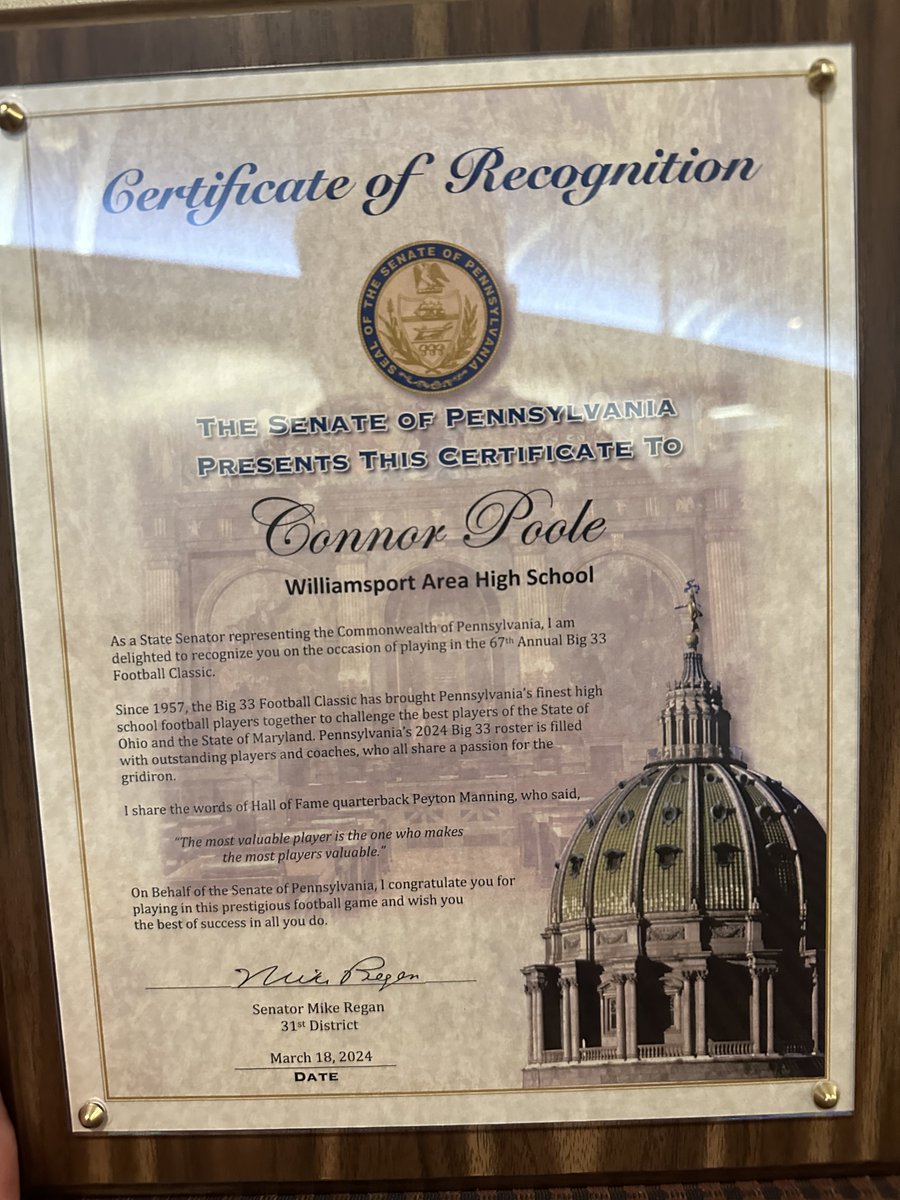 Certificate of Recognition
SEAL OF THE SENATE OF PENNSYLVANIA
THE SENATE OF PENNSYLVANIA
PRESENTS THIS CERTIFICATE TO
Connor Poole
Williamsport Area High School
As a State Senator representing the Commonwealth of Pennsylvania, I am
delighted to recognize you on the occasion of playing in the 67th Annual Big 33
Football Classic.
Since 1957, the Big 33 Football Classic has brought Pennsylvania's finest high
school football players together to challenge the best players of the State of
Ohio and the State of Maryland. Pennsylvania's 2024 Big 33 roster is filled
with outstanding players and coaches, who all share a passion for the
gridiron.
I share the words of Hall of Fame quarterback Peyton Manning, who said,
"The most valuable player is the one who makes
the most players valuable."
On Behalf of the Senate of Pennsylvania, I congratulate you for
playing in this prestigious football game and wish you
the best of success in all you do.
Mike Regan
Senator Mike Regan
31st District
March 18, 2024
DATE